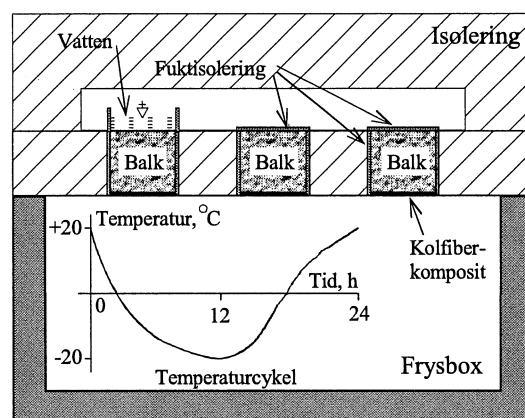 Isolering
Vatten
Fuktisolering
Balk
Balk
Balk
Temperatur, °C
+20
Kolfiber-
komposit
Tid, h
0
12
24
-20
Temperaturcykel
Frysbox